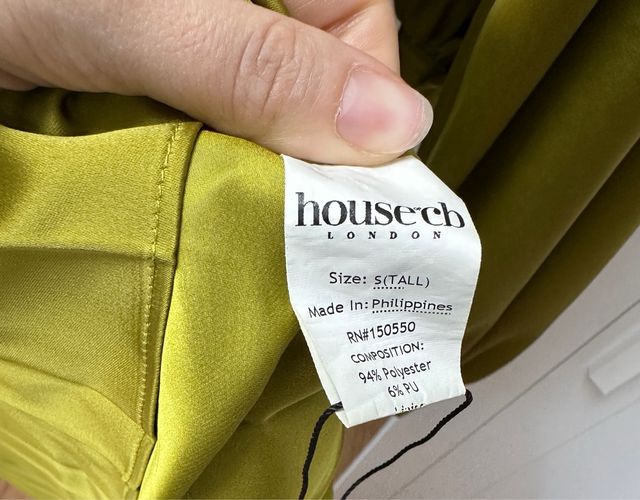 house of cb
LONDON
Size: S(TALL)
Made In: Philippines
RN#150550
COMPOSITION:
94% Polyester
6% PU